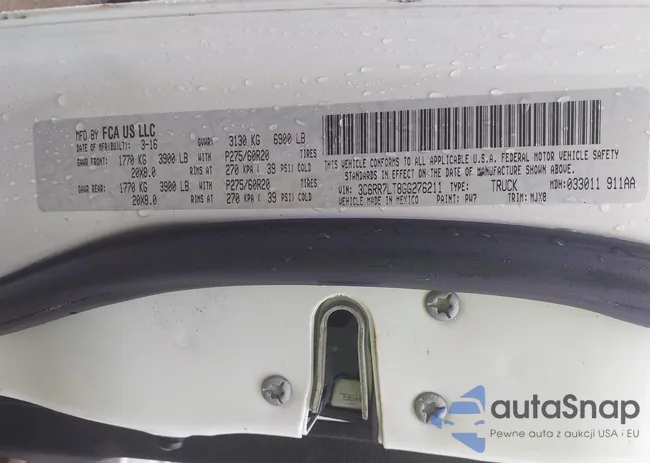 MFD BY FCA US LLC
DATE OF MFR(BUILT): 3-16 GVWR: 3130 KG 6900 LB
GAWR FRONT: 1770 KG 3900 LB WITH P275/60R20 TIRES
20X8.0 RIMS AT 270 KPA ( 39 PSI) COLD
GAWR REAR: 1770 KG 3900 LB WITH P275/60R20 TIRES
20X8.0 RIMS AT 270 KPA ( 39 PSI) COLD
THIS VEHICLE CONFORMS TO ALL APPLICABLE U.S.A. FEDERAL MOTOR VEHICLE SAFETY
STANDARDS IN EFFECT ON THE DATE OF MANUFACTURE SHOWN ABOVE.
VIN: 3C6RR7LT8GG276211 TYPE: TRUCK MDH: 033011 911AA
VEHICLE MADE IN MEXICO PAINT: PW7 TRIM: MJX8
autaSnap
Pewne auta z aukcji USA i EU